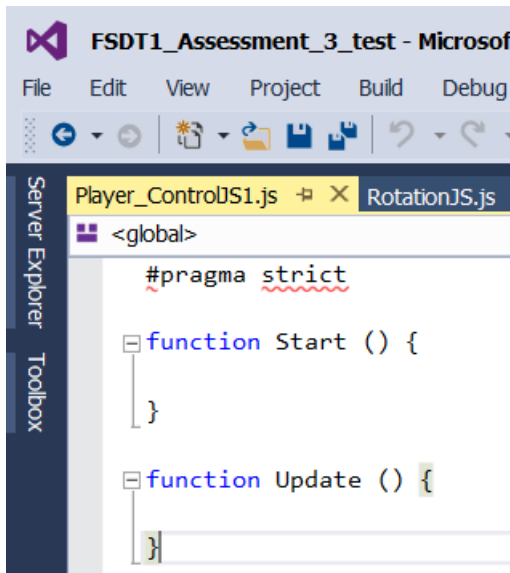 FSDT1_Assessment_3_test - Microsof
File Edit View Project Build Debug
Server Explorer
Toolbox
Player_ControlJS1.js RotationJS.js
<global>
#pragma strict
function Start () {
}
function Update () {
}